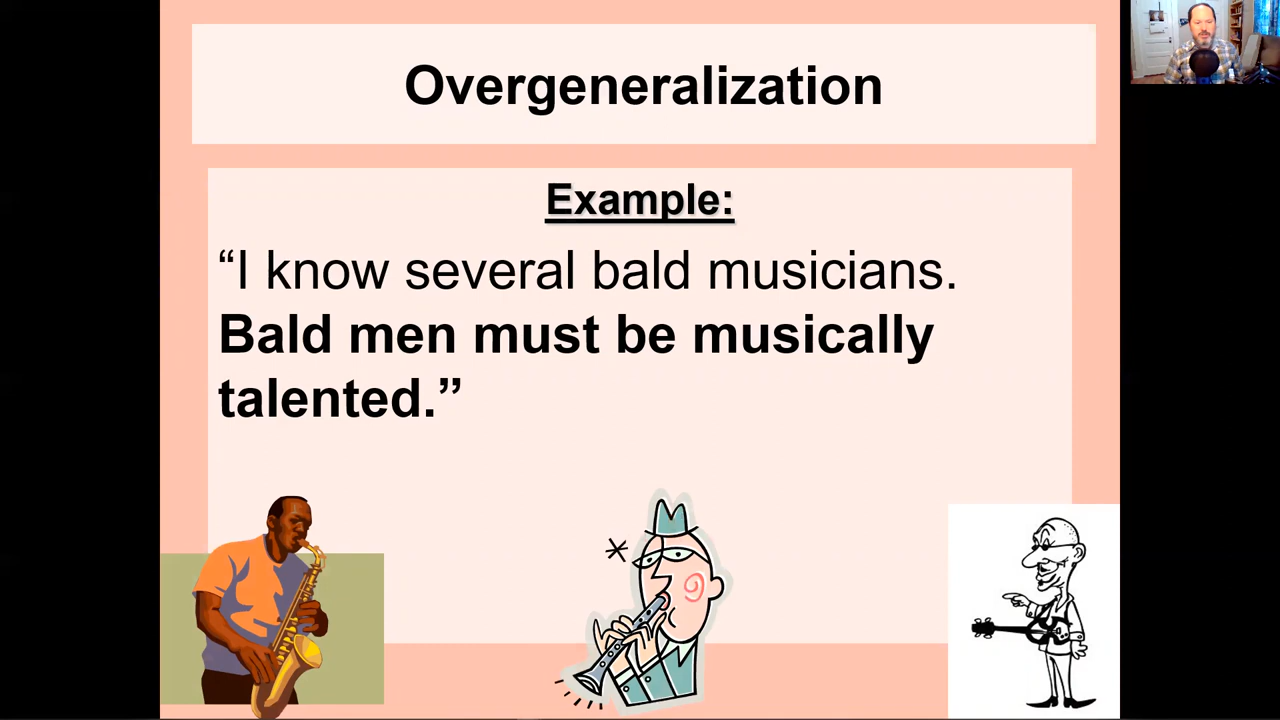 Overgeneralization
Example:
“I know several bald musicians.
Bald men must be musically
talented.”